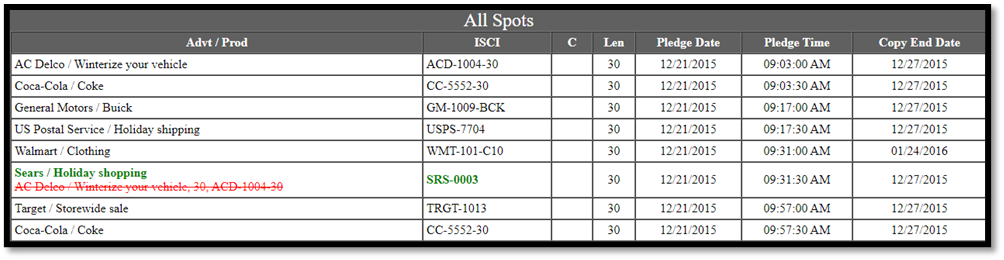 All Spots
Advt / Prod ISCI C Len Pledge Date Pledge Time Copy End Date
AC Delco / Winterize your vehicle ACD-1004-30 30 12/21/2015 09:03:00 AM 12/27/2015
Coca-Cola / Coke CC-5552-30 30 12/21/2015 09:03:30 AM 12/27/2015
General Motors / Buick GM-1009-BCK 30 12/21/2015 09:17:00 AM 12/27/2015
US Postal Service / Holiday shipping USPS-7704 30 12/21/2015 09:17:30 AM 12/27/2015
Walmart / Clothing WMT-101-C10 30 12/21/2015 09:31:00 AM 01/24/2016
Sears / Holiday shopping SRS-0003 30 12/21/2015 09:31:30 AM 12/27/2015
AC Delco / Winterize your vehicle, 30, ACD-1004-30
Target / Storewide sale TRGT-1013 30 12/21/2015 09:57:00 AM 12/27/2015
Coca-Cola / Coke CC-5552-30 30 12/21/2015 09:57:30 AM 12/27/2015